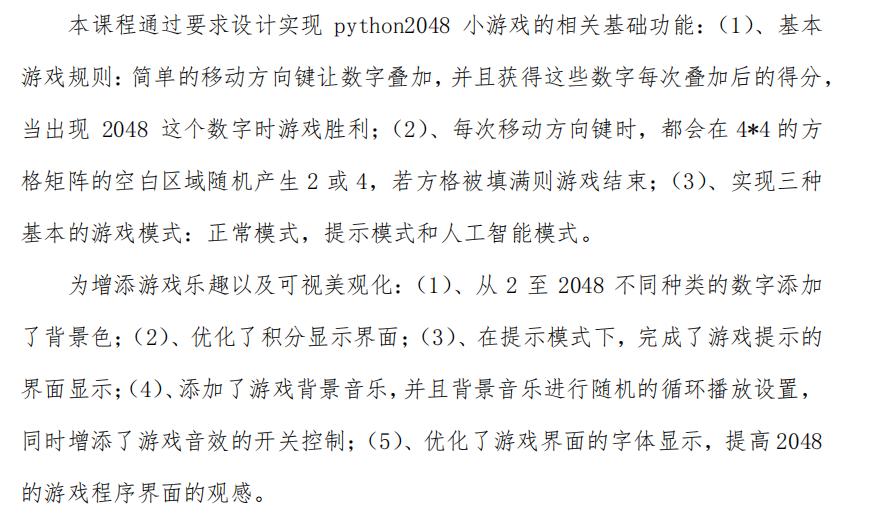 本课程通过要求设计实现 python2048 小游戏的相关基础功能：（1）、基本
游戏规则：简单的移动方向键让数字叠加，并且获得这些数字每次叠加后的得分，
当出现 2048 这个数字时游戏胜利；（2）、每次移动方向键时，都会在 4*4 的方
格矩阵的空白区域随机产生 2 或 4，若方格被填满则游戏结束；（3）、实现三种
基本的游戏模式：正常模式，提示模式和人工智能模式。
为增添游戏乐趣以及可视美观化：（1）、从 2 至 2048 不同种类的数字添加
了背景色；（2）、优化了积分显示界面；（3）、在提示模式下，完成了游戏提示的
界面显示；（4）、添加了游戏背景音乐，并且背景音乐进行随机的循环播放设置，
同时增添了游戏音效的开关控制；（5）、优化了游戏界面的字体显示，提高 2048
的游戏程序界面的观感。